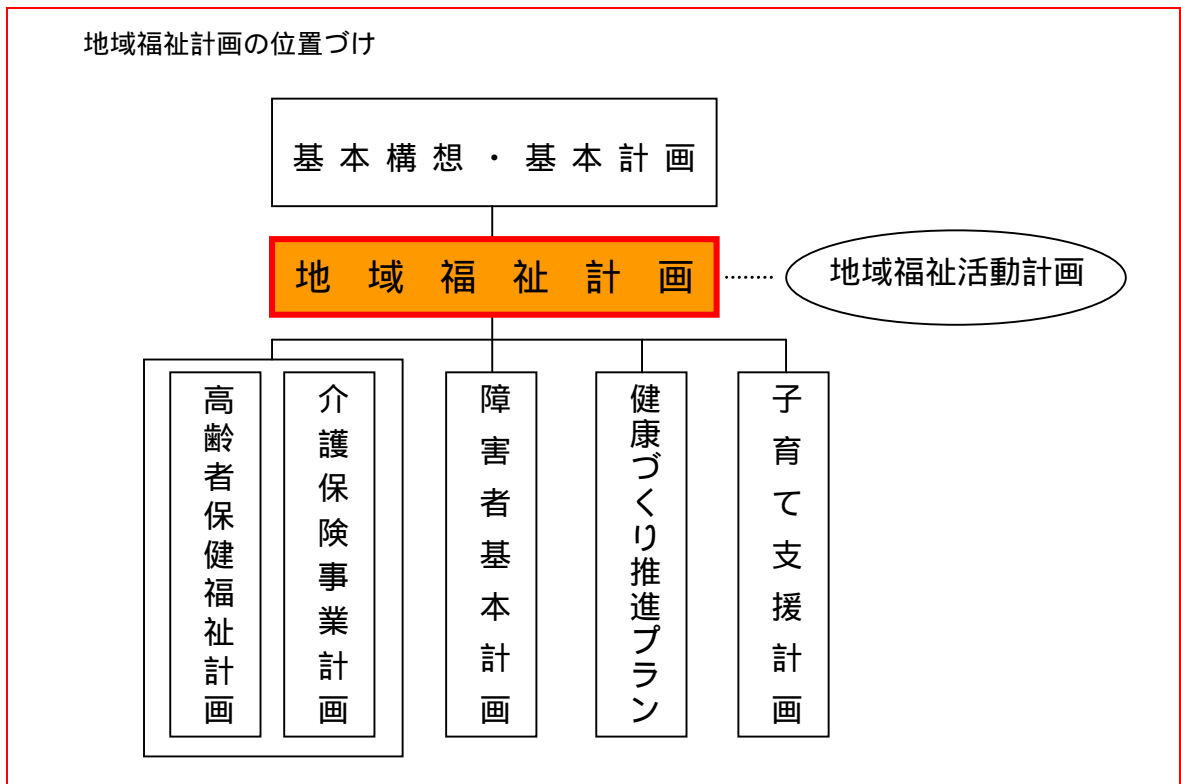 地域福祉計画の位置づけ
基本構想・基本計画
地域福祉計画
地域福祉活動計画
高齢者保健福祉計画
介護保険事業計画
障害者基本計画
健康づくり推進プラン
子育て支援計画